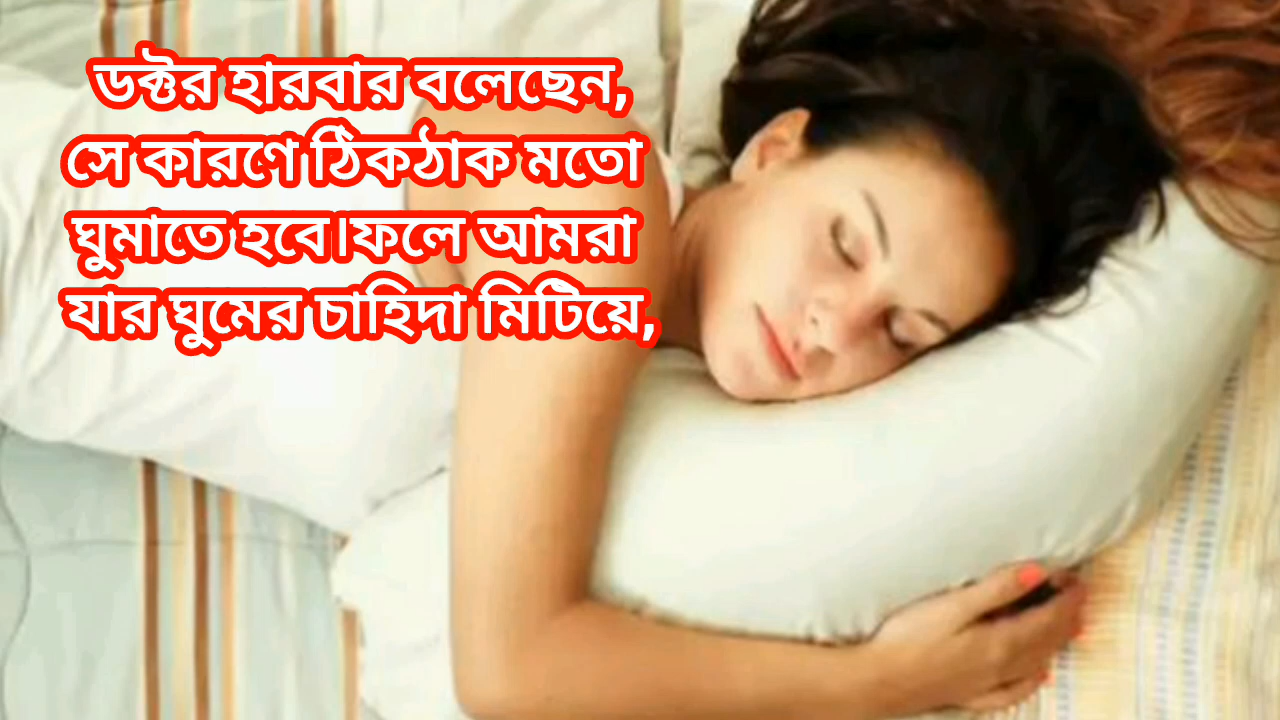 ডক্টর হারবার বলেছেন,
সে কারণে ঠিকঠাক মতো
ঘুমাতে হবে।ফলে আমরা
যার ঘুমের চাহিদা মিটিয়ে,